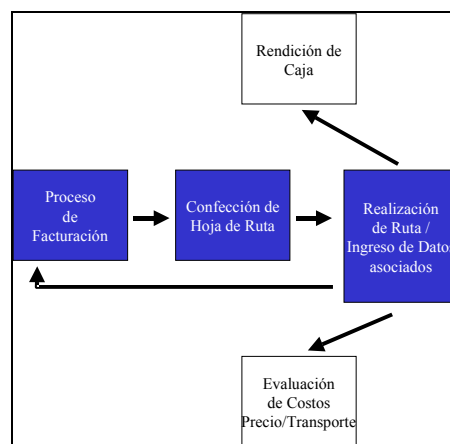 Rendición de
Caja
Proceso
de
Facturación
Confección de
Hoja de Ruta
Realización
de Ruta /
Ingreso de Datos
asociados
Evaluación
de Costos
Precio/Transporte